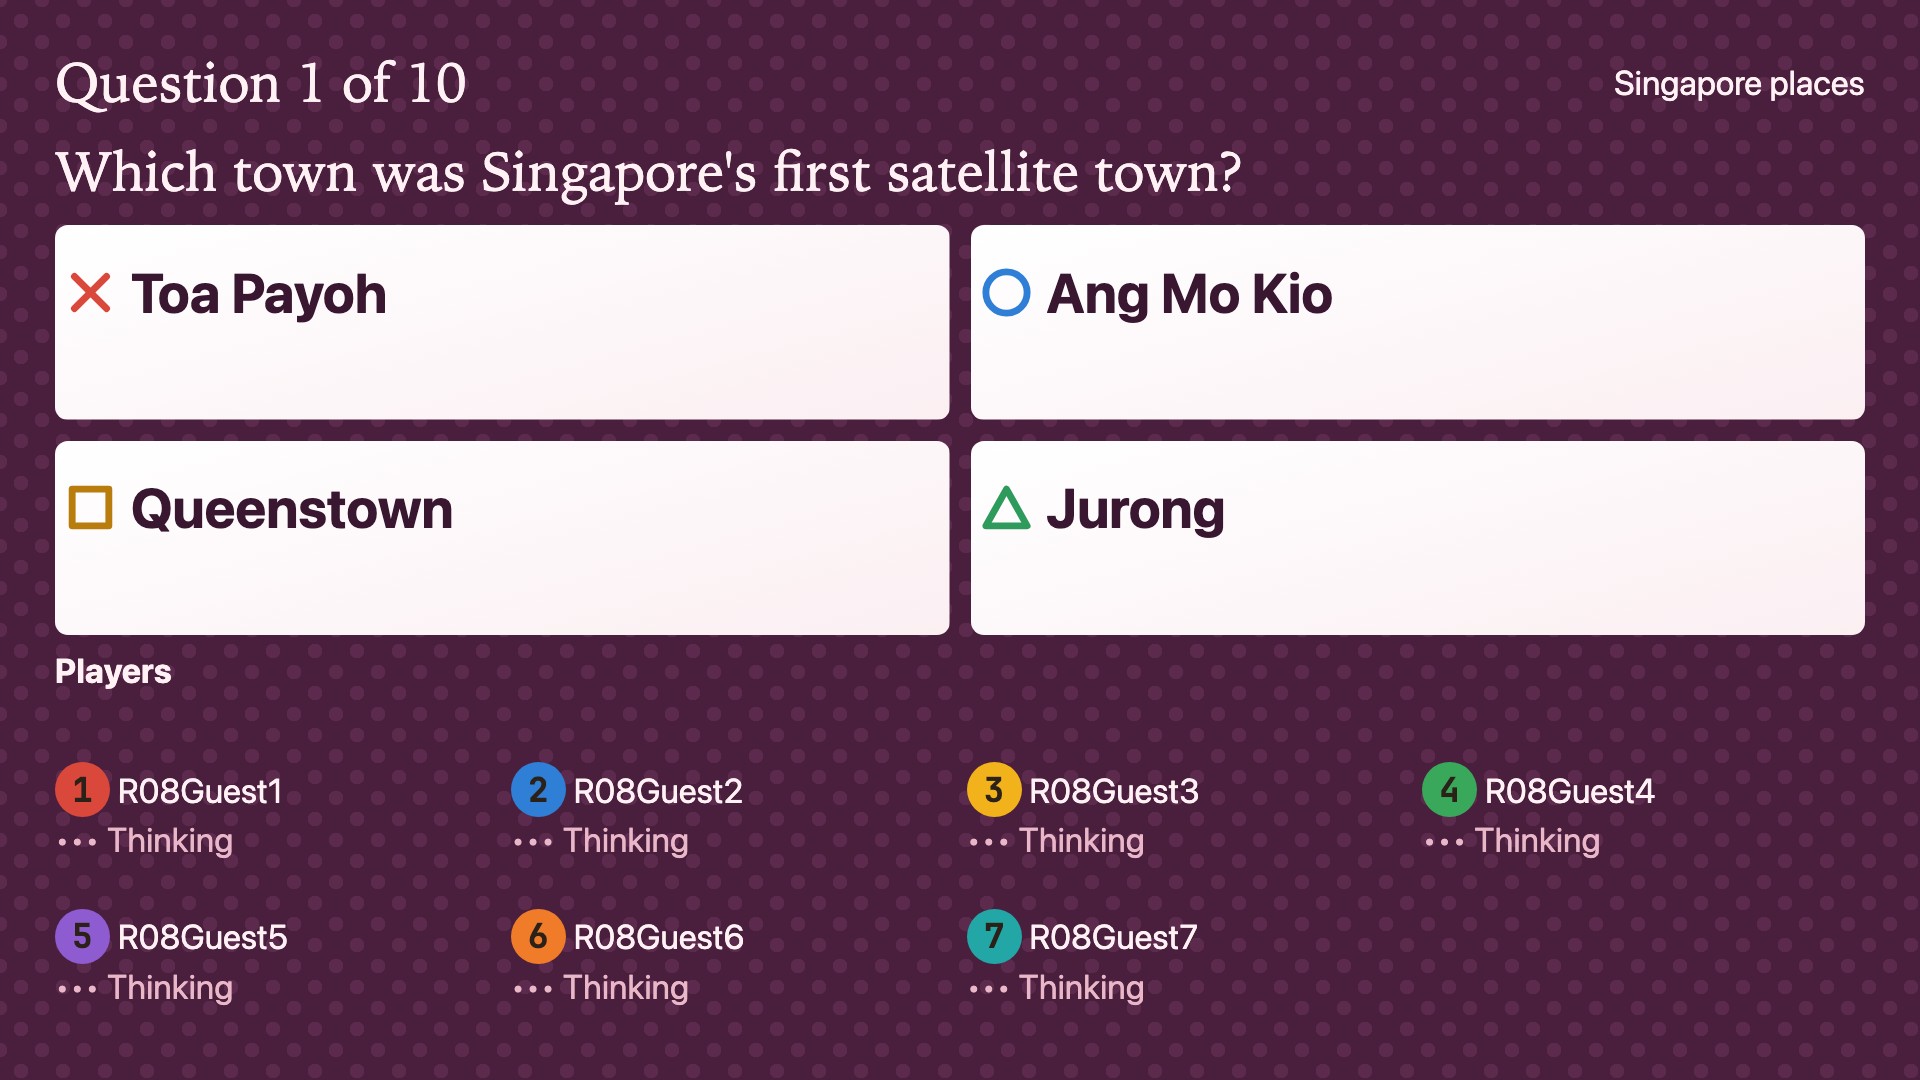 Question 1 of 10
Singapore places
Which town was Singapore's first satellite town?
Toa Payoh
Ang Mo Kio
Queenstown
Jurong
Players
1 R08Guest1
2 R08Guest2
3 R08Guest3
4 R08Guest4
••• Thinking
••• Thinking
••• Thinking
••• Thinking
5 R08Guest5
6 R08Guest6
7 R08Guest7
••• Thinking
••• Thinking
••• Thinking